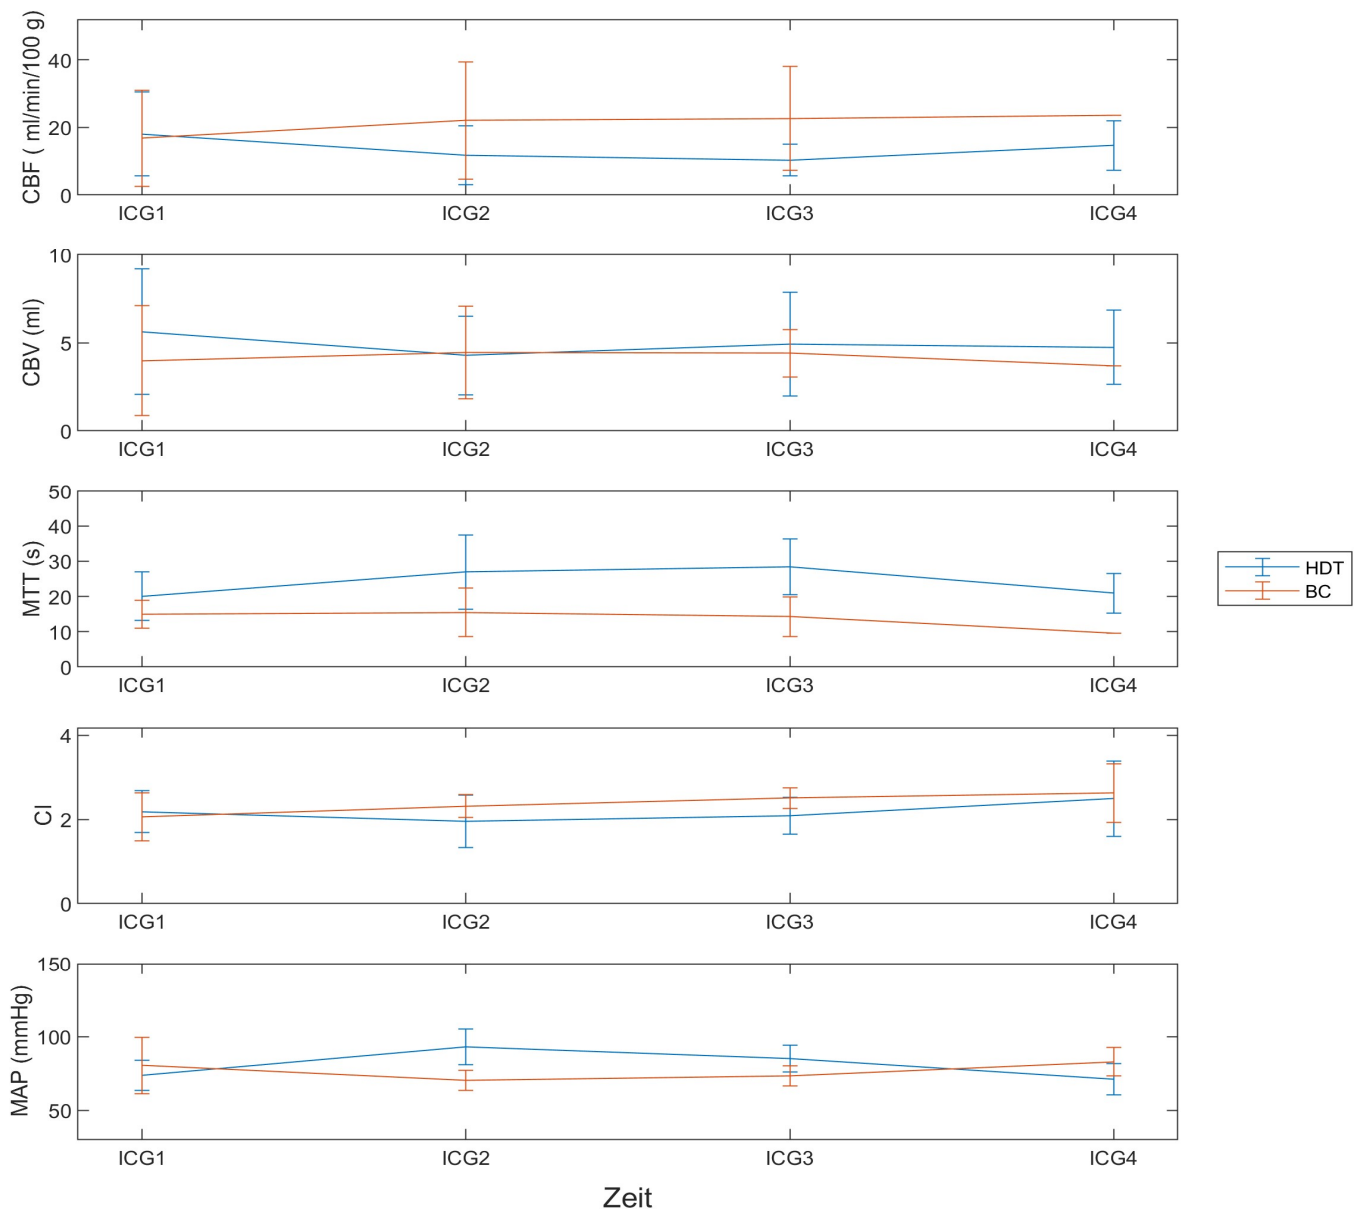 CBF ( ml/min/100 g)
40
20
0
ICG1 ICG2 ICG3 ICG4
CBV (ml)
10
5
0
ICG1 ICG2 ICG3 ICG4
MTT (s)
50
40
30
20
10
0
ICG1 ICG2 ICG3 ICG4
HDT
BC
CI
4
2
0
ICG1 ICG2 ICG3 ICG4
MAP (mmHg)
150
100
50
ICG1 ICG2 ICG3 ICG4
Zeit